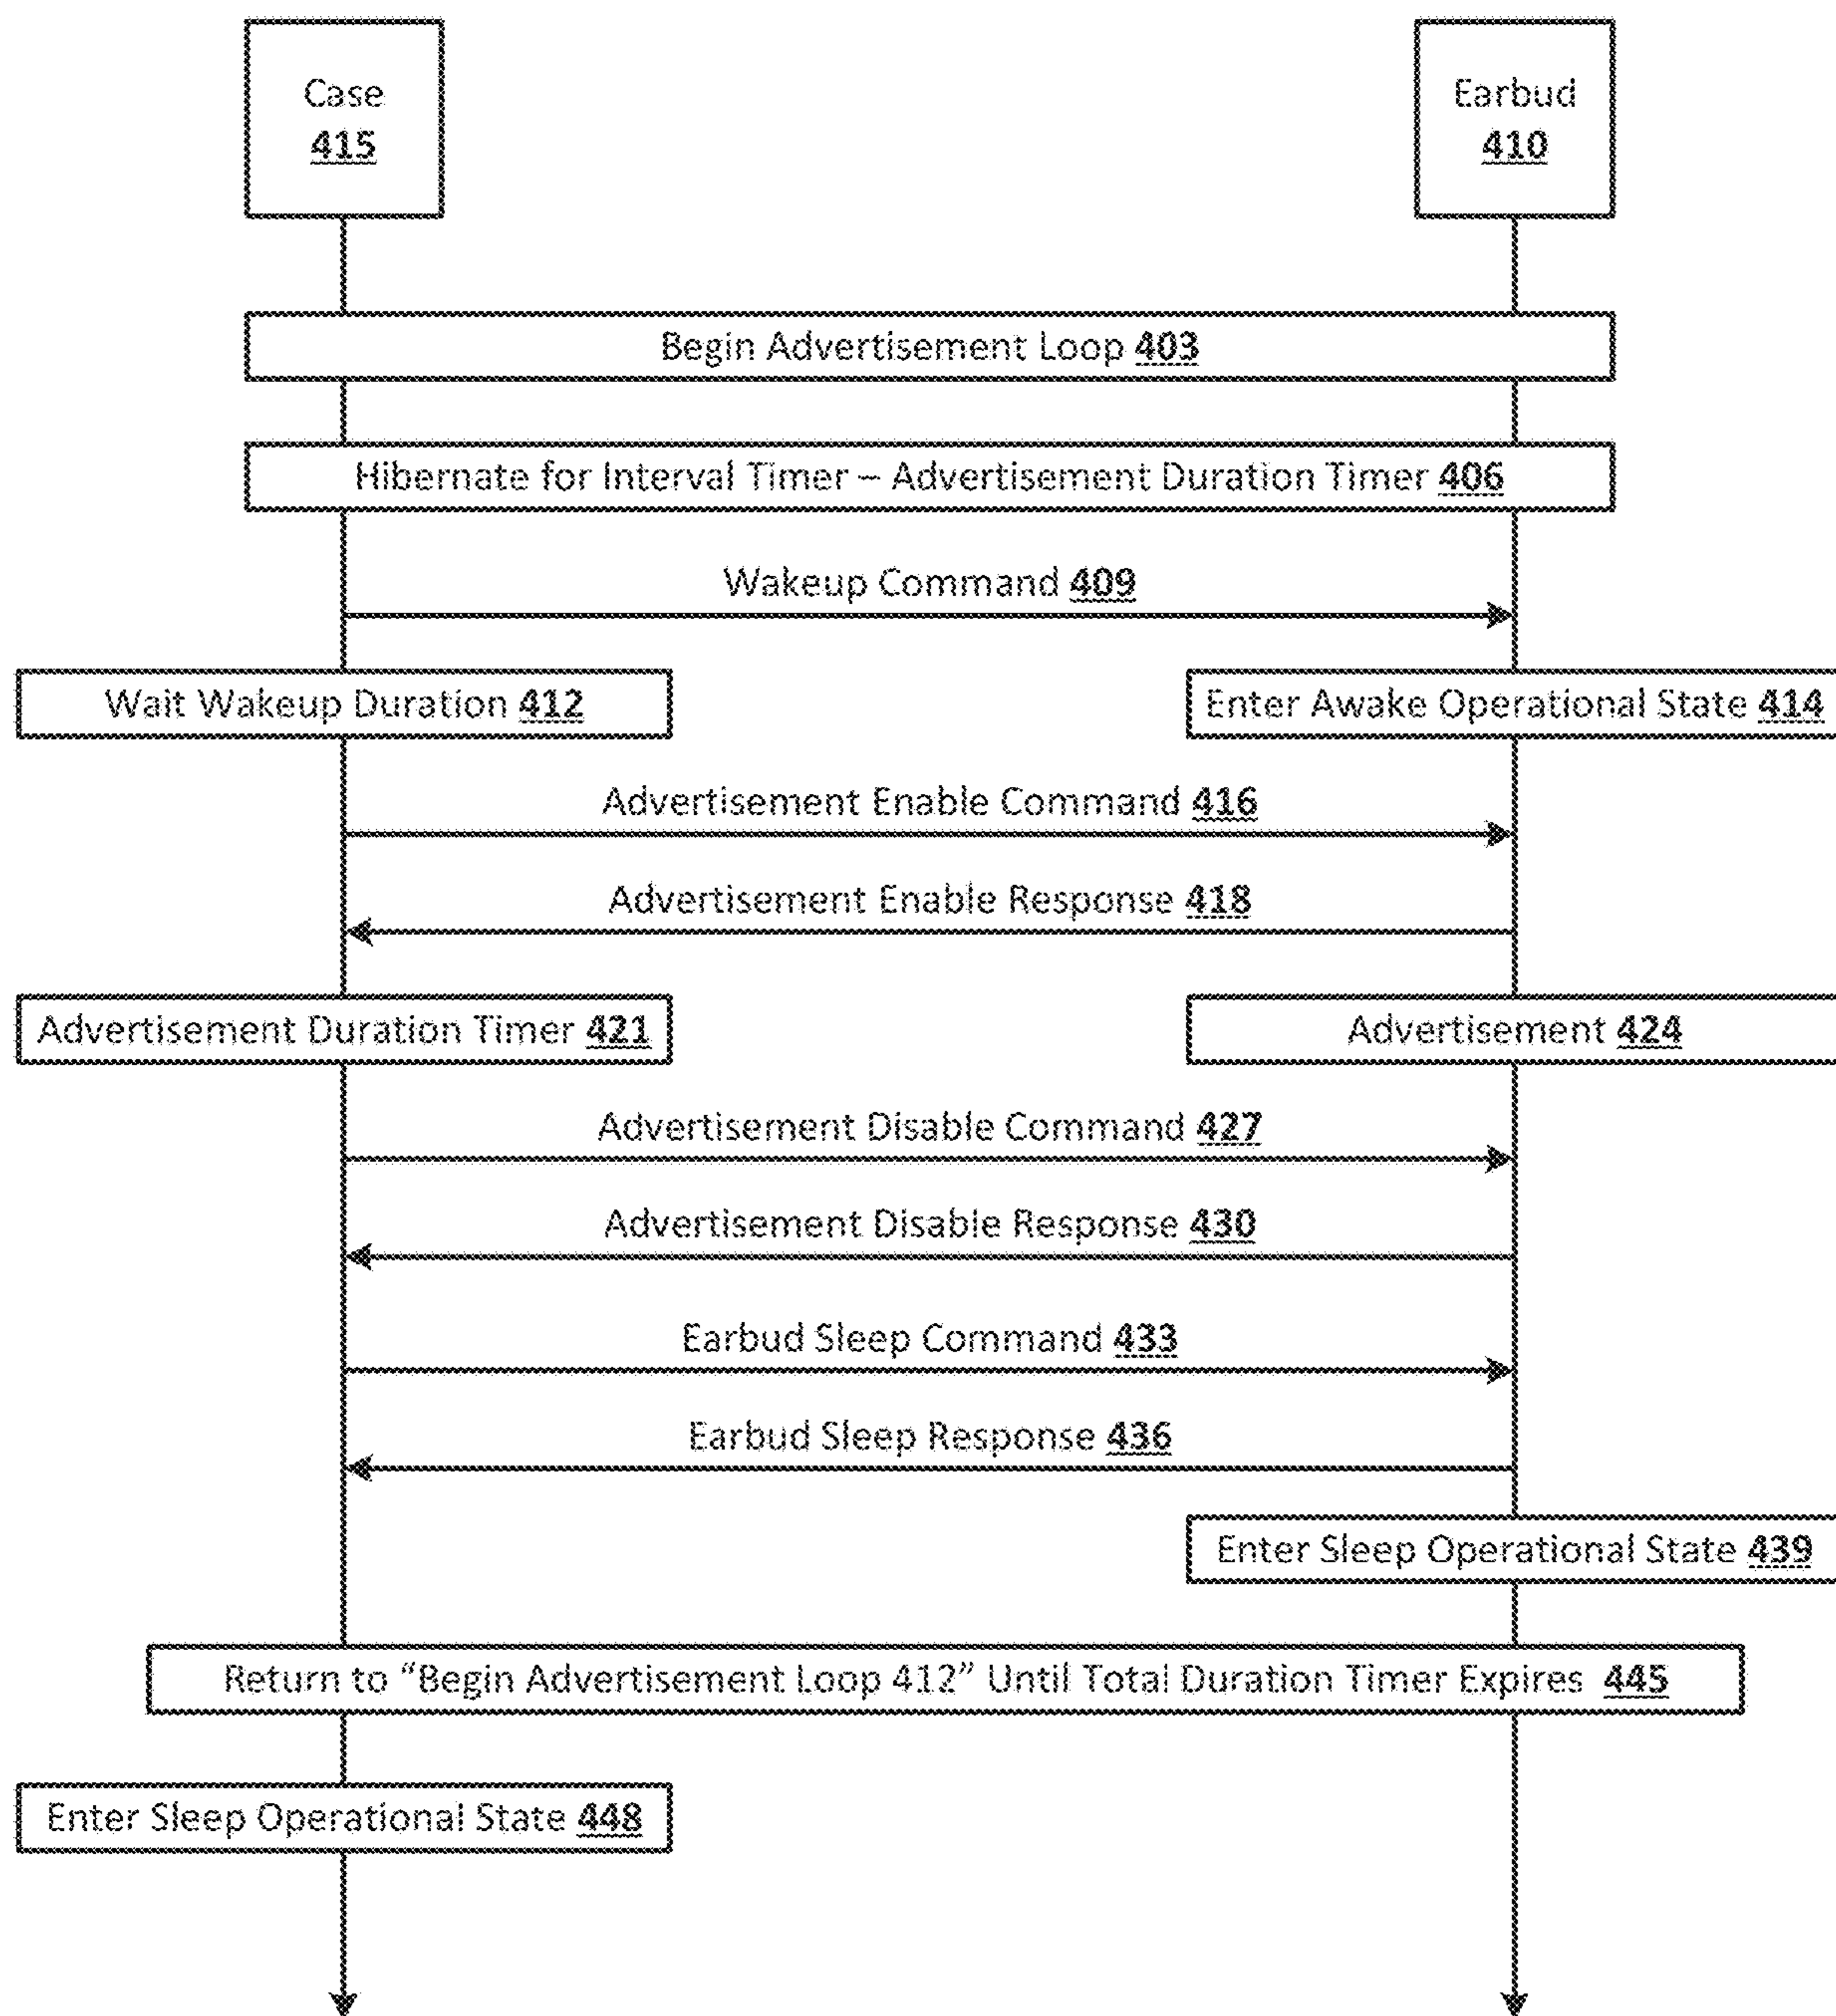 Case
415
Earbud
410
Begin Advertisement Loop 403
Hibernate for Interval Timer – Advertisement Duration Timer 406
Wakeup Command 409
Wait Wakeup Duration 412
Enter Awake Operational State 414
Advertisement Enable Command 416
Advertisement Enable Response 418
Advertisement Duration Timer 421
Advertisement 424
Advertisement Disable Command 427
Advertisement Disable Response 430
Earbud Sleep Command 433
Earbud Sleep Response 436
Enter Sleep Operational State 439
Return to “Begin Advertisement Loop 412” Until Total Duration Timer Expires 445
Enter Sleep Operational State 448